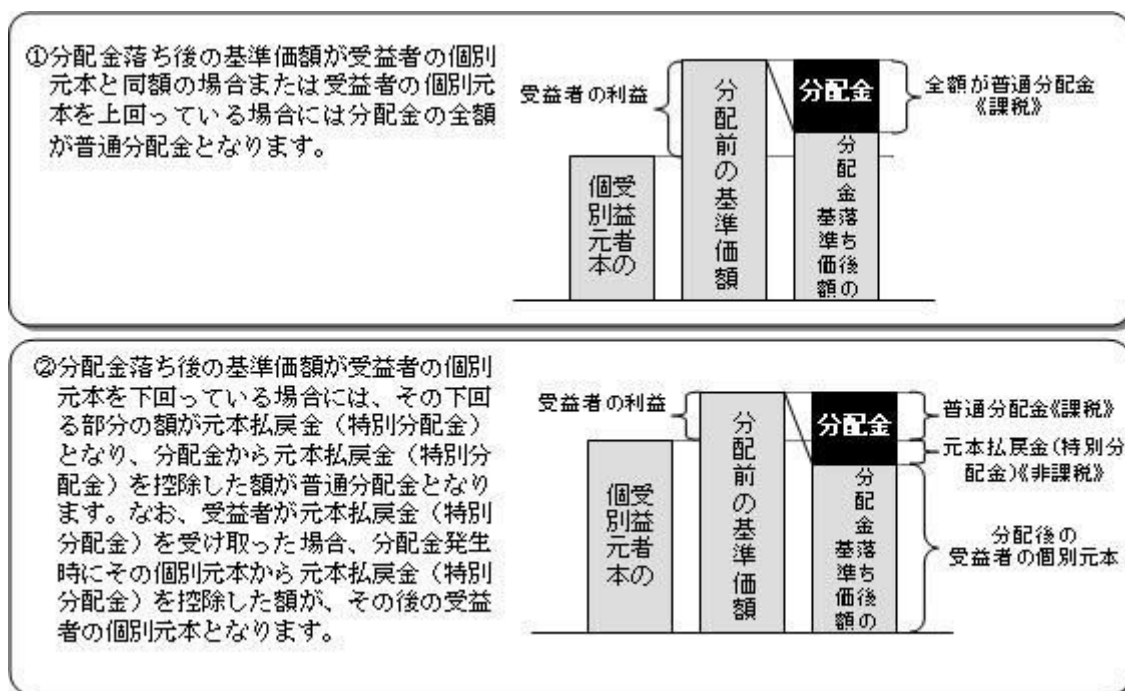 ①分配金落ち後の基準価額が受益者の個別
元本と同額の場合または受益者の個別元
本を上回っている場合には分配金の全額
が普通分配金となります。
受益者の利益
受益者の
個別元本
分配前の基準価額
分配金
分配金落ち後の
基準価額
全額が普通分配金
《課税》
②分配金落ち後の基準価額が受益者の個別
元本を下回っている場合には、その下回
る部分の額が元本払戻金（特別分配金）
となり、分配金から元本払戻金（特別分
配金）を控除した額が普通分配金となり
ます。なお、受益者が元本払戻金（特別
分配金）を受け取った場合、分配金発生
時にその個別元本から元本払戻金（特別
分配金）を控除した額が、その後の受益
者の個別元本となります。
受益者の利益
受益者の
個別元本
分配前の基準価額
分配金
分配金落ち後の
基準価額
普通分配金《課税》
元本払戻金(特別分
配金)《非課税》
分配後の
受益者の個別元本